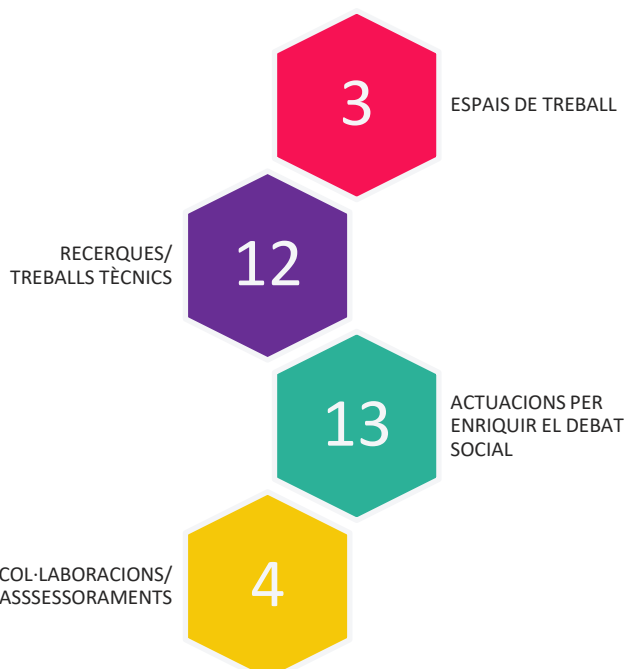 3
ESPAIS DE TREBALL
RECERQUES/
TREBALLS TÈCNICS
12
13
ACTUACIONS PER
ENRIQUIR EL DEBAT
SOCIAL
COL·LABORACIONS/
ASSSESSORAMENTS
4